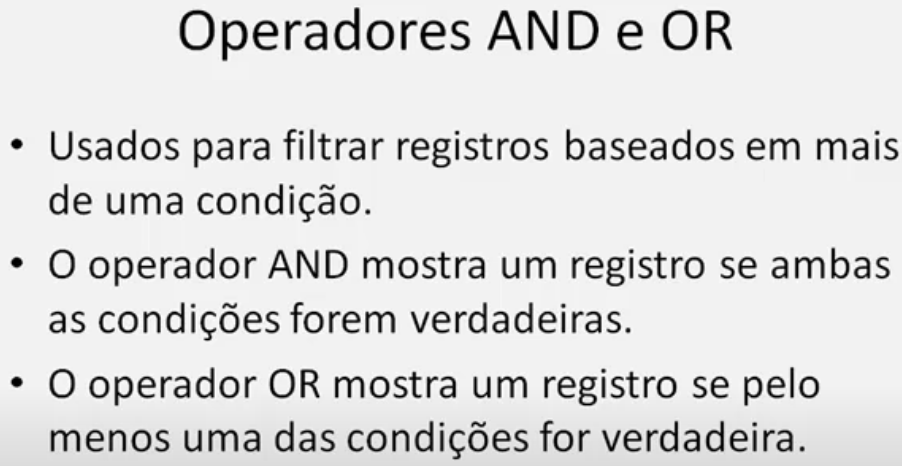 Operadores AND e OR
• Usados para filtrar registros baseados em mais
de uma condição.
• O operador AND mostra um registro se ambas
as condições forem verdadeiras.
• O operador OR mostra um registro se pelo
menos uma das condições for verdadeira.